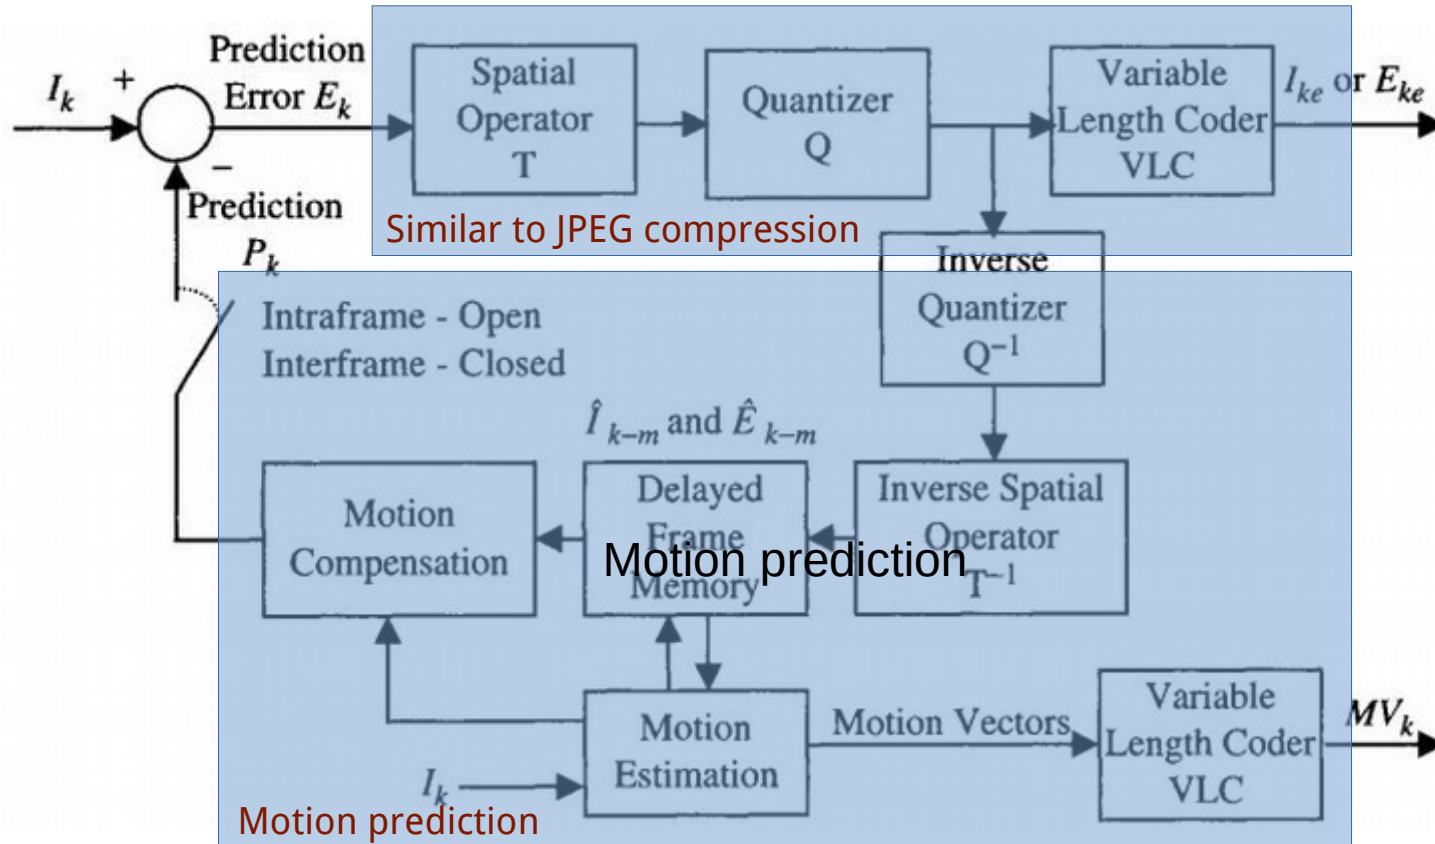 I_k
+
−
Prediction
Error E_k
Spatial
Operator
T
Quantizer
Q
Variable
Length Coder
VLC
I_ke or E_ke
Similar to JPEG compression
Prediction
P_k
Intraframe - Open
Interframe - Closed
Inverse
Quantizer
Q⁻¹
Î_k−m and Ê_k−m
Motion
Compensation
Delayed
Frame
Memory
Inverse Spatial
Operator
T⁻¹
Motion prediction
Motion
Estimation
I_k
Motion Vectors
Variable
Length Coder
VLC
MV_k
Motion prediction